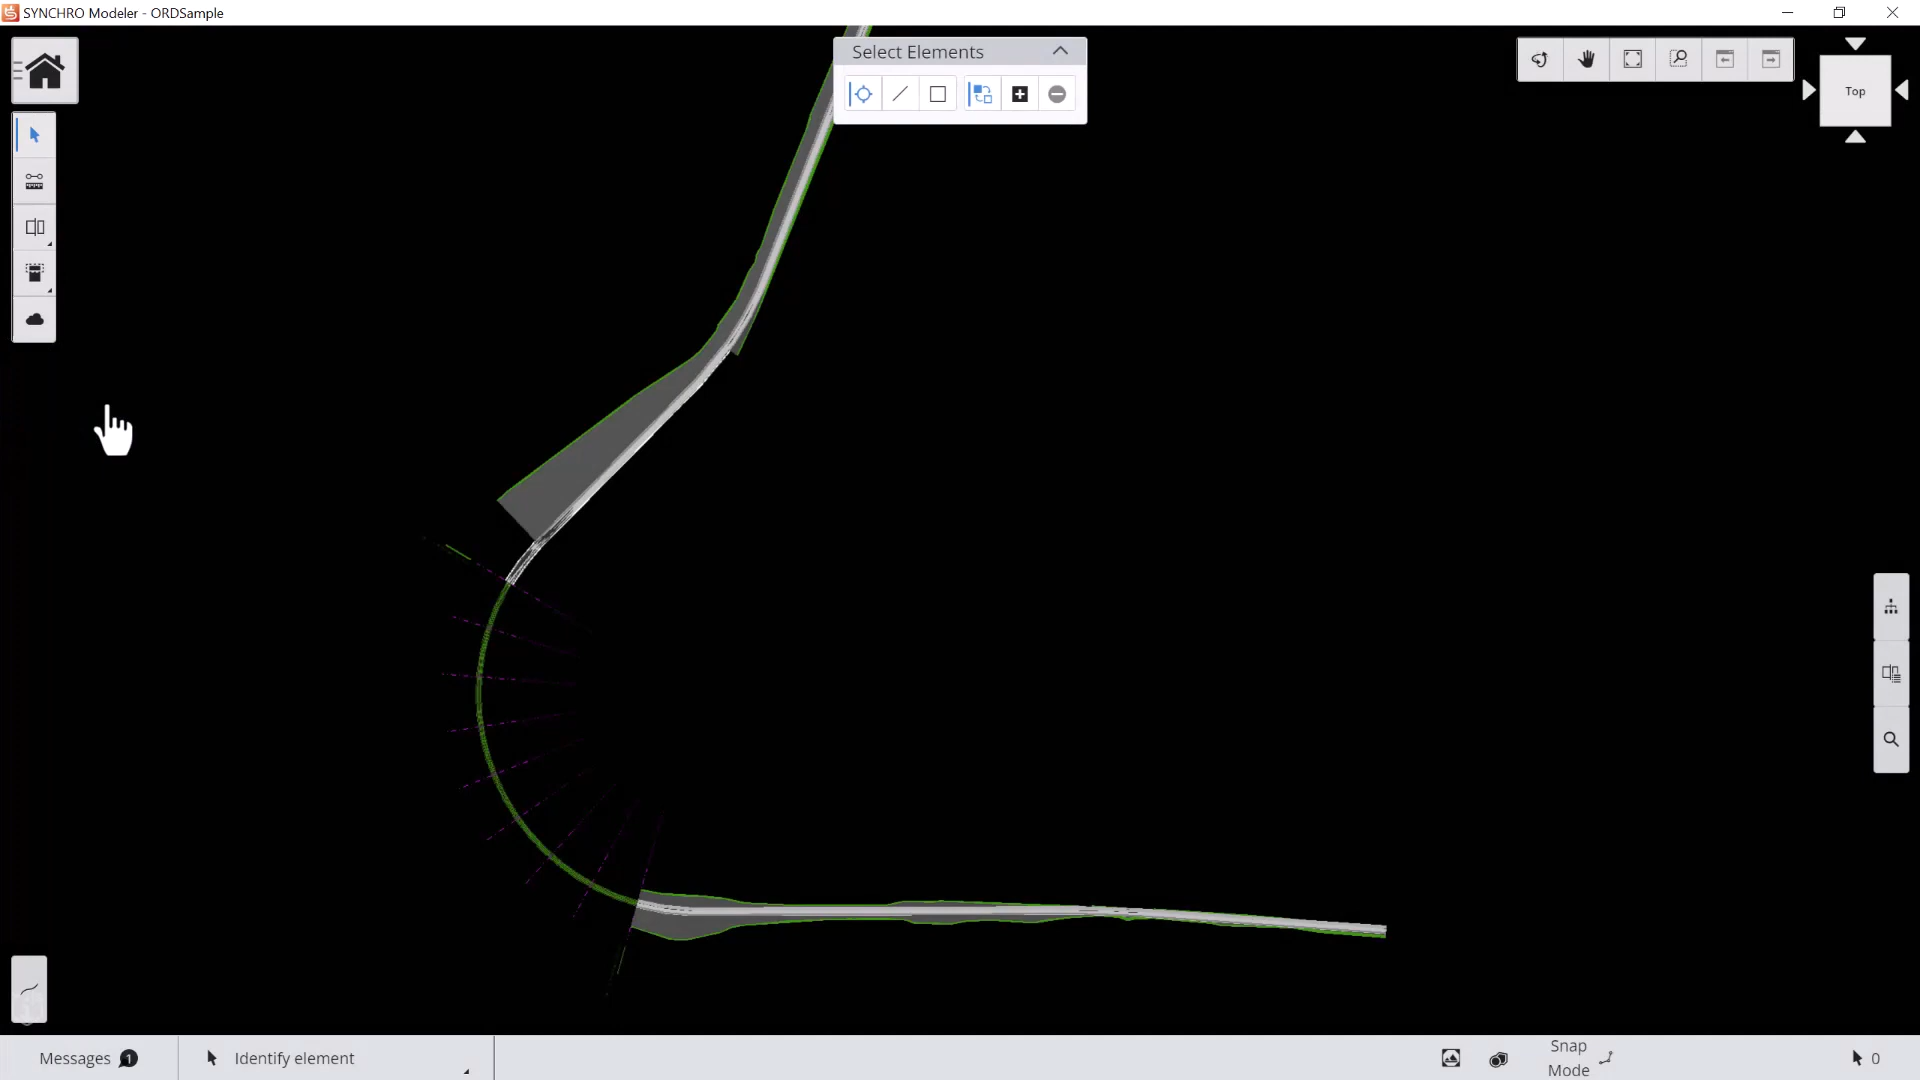 SYNCHRO Modeler - ORDSample
Select Elements
Top
Messages 1
Identify element
Snap
Mode
0